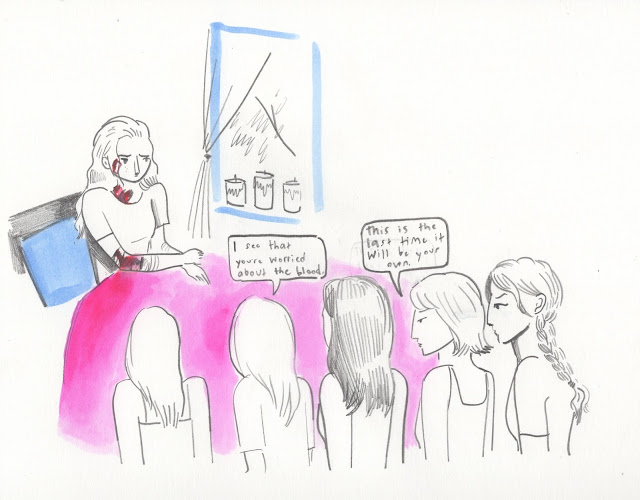 I see that
you're worried
about the blood.
This is the
last time it
will be your
own.